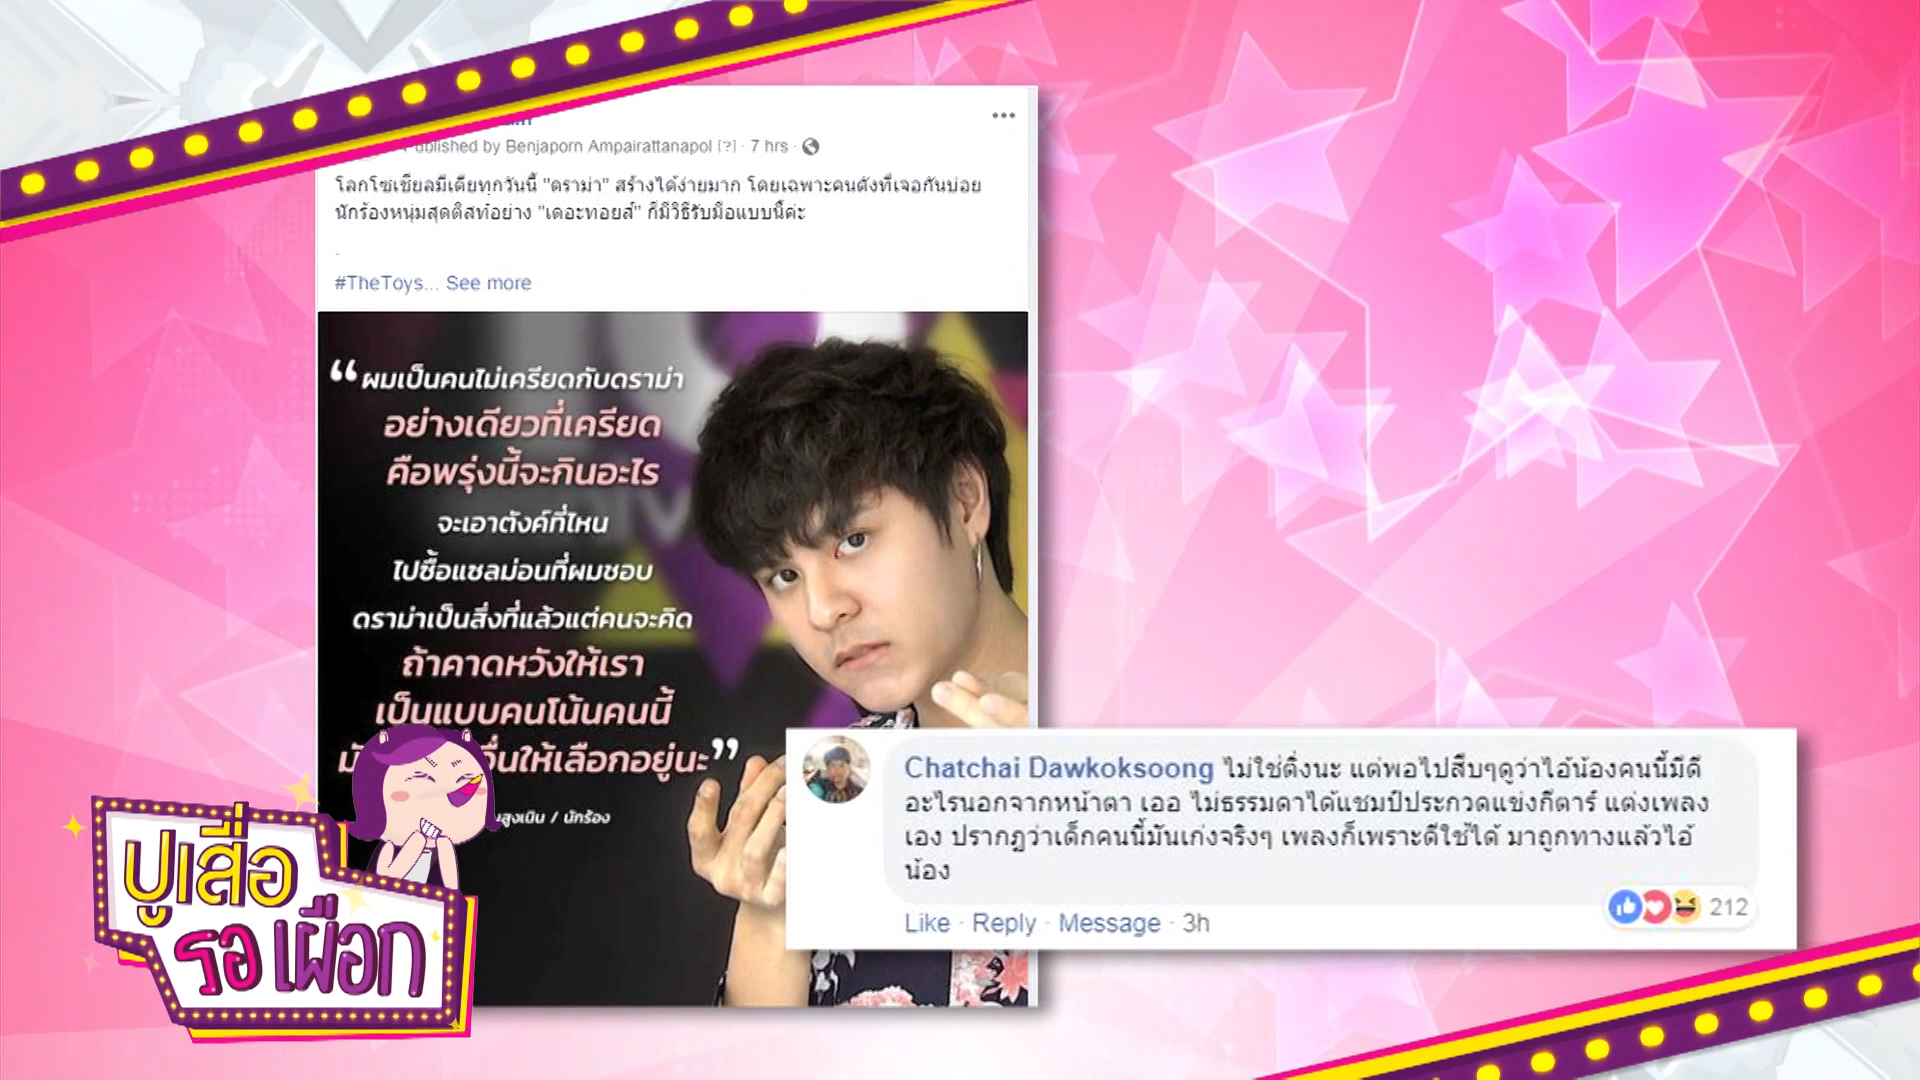 Published by Benjaporn Ampairattanapol [?] · 7 hrs ·
โลกโซเชียลมีเดียทุกวันนี้ "ดราม่า" สร้างได้ง่ายมาก โดยเฉพาะคนดังที่เจอกันบ่อย
นักร้องหนุ่มสุดติสท์อย่าง "เดอะทอยส์" ก็มีวิธีรับมือแบบนี้ค่ะ
.
#TheToys... See more
“ผมเป็นคนไม่เครียดกับดราม่า
อย่างเดียวที่เครียด
คือพรุ่งนี้จะกินอะไร
จะเอาตังค์ที่ไหน
ไปซื้อแซลม่อนที่ผมชอบ
ดราม่าเป็นสิ่งที่แล้วแต่คนจะคิด
ถ้าคาดหวังให้เรา
เป็นแบบคนโน้นคนนี้
อื่นให้เลือกอยู่นะ”
สูงเนิน / นักร้อง
Chatchai Dawkoksoong ไม่ใช่ติ่งนะ แต่พอไปสืบๆดูว่าไอ้น้องคนนี้มีดี
อะไรนอกจากหน้าตา เออ ไม่ธรรมดาได้แชมป์ประกวดแข่งกีตาร์ แต่งเพลง
เอง ปรากฏว่าเด็กคนนี้มันเก่งจริงๆ เพลงก็เพราะดีใช้ได้ มาถูกทางแล้วไอ้
น้อง
Like · Reply · Message · 3h
212
ปูเสื่อ
รอเผือก